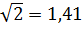 √2 = 1,41